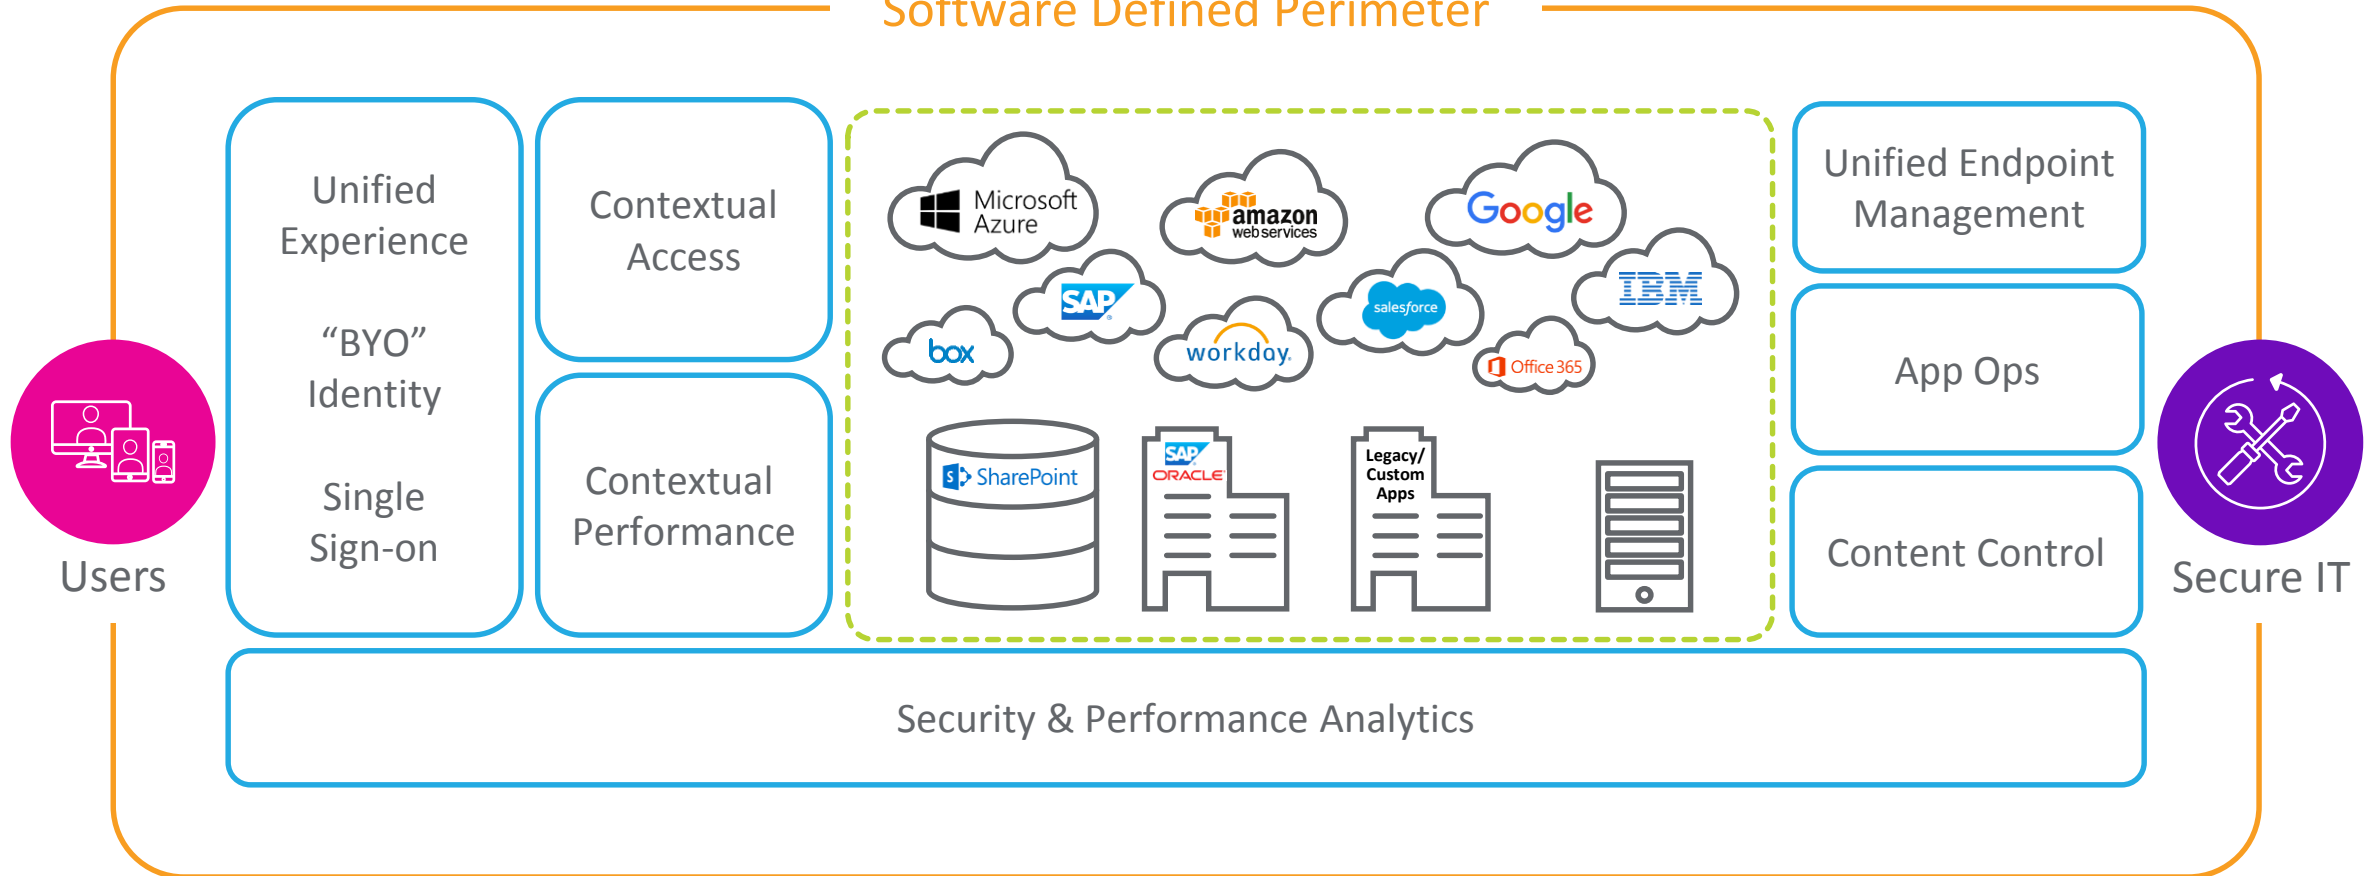 Software Defined Perimeter
Unified
Experience
“BYO”
Identity
Single
Sign-on
Contextual
Access
Contextual
Performance
Microsoft
Azure
amazon
web services
Google
SAP
salesforce
IBM
box
workday.
Office 365
S
SharePoint
SAP
ORACLE
Legacy/
Custom
Apps
Unified Endpoint
Management
App Ops
Content Control
Users
Secure IT
Security & Performance Analytics